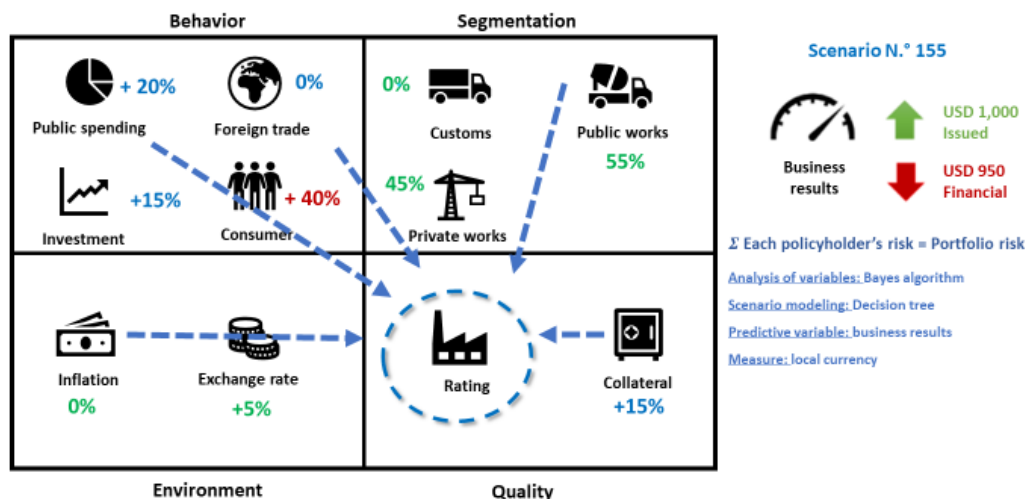 Behavior
Segmentation
+ 20%
0%
Public spending
Foreign trade
+15%
+ 40%
Investment
Consumer
0%
Customs
Public works
55%
45%
Private works
Inflation
0%
Exchange rate
+5%
Rating
Collateral
+15%
Environment
Quality
Scenario N.° 155
Business
results
USD 1,000
Issued
USD 950
Financial
Σ Each policyholder's risk = Portfolio risk
Analysis of variables: Bayes algorithm
Scenario modeling: Decision tree
Predictive variable: business results
Measure: local currency